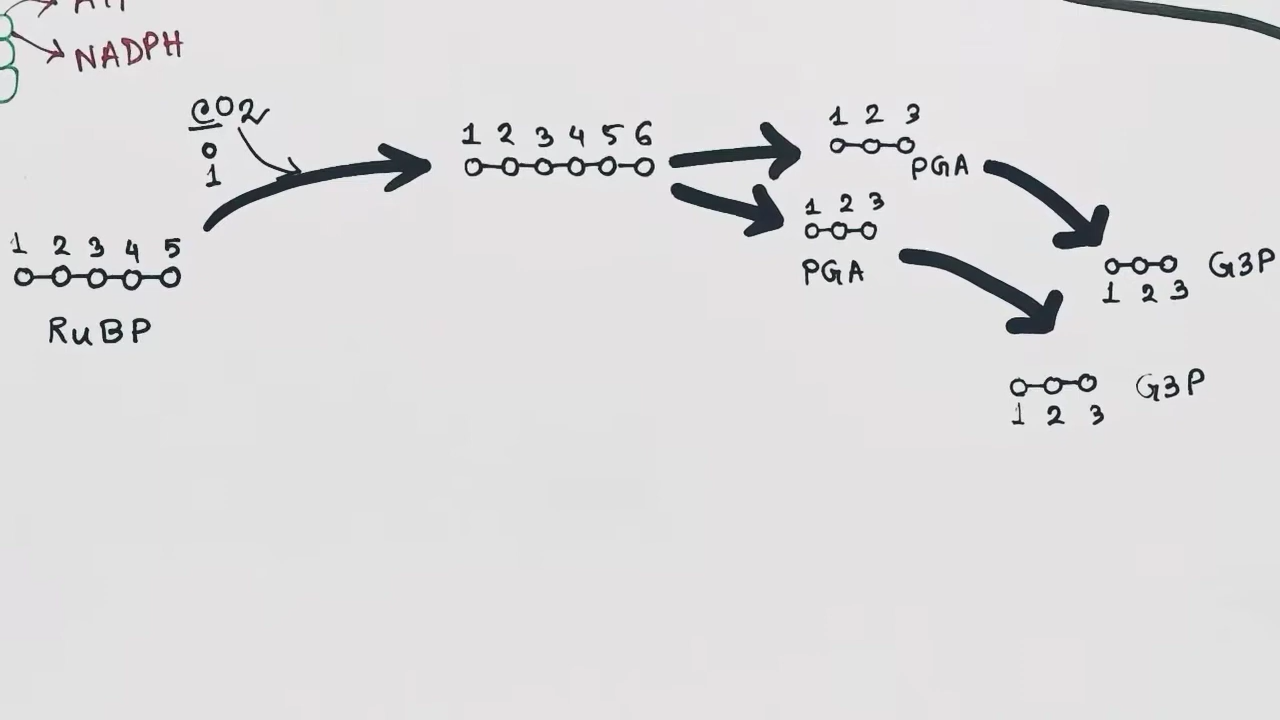 NADPH
CO2
1
1 2 3 4 5
RuBP
1 2 3 4 5 6
1 2 3
PGA
1 2 3
PGA
G3P
1 2 3
G3P
1 2 3